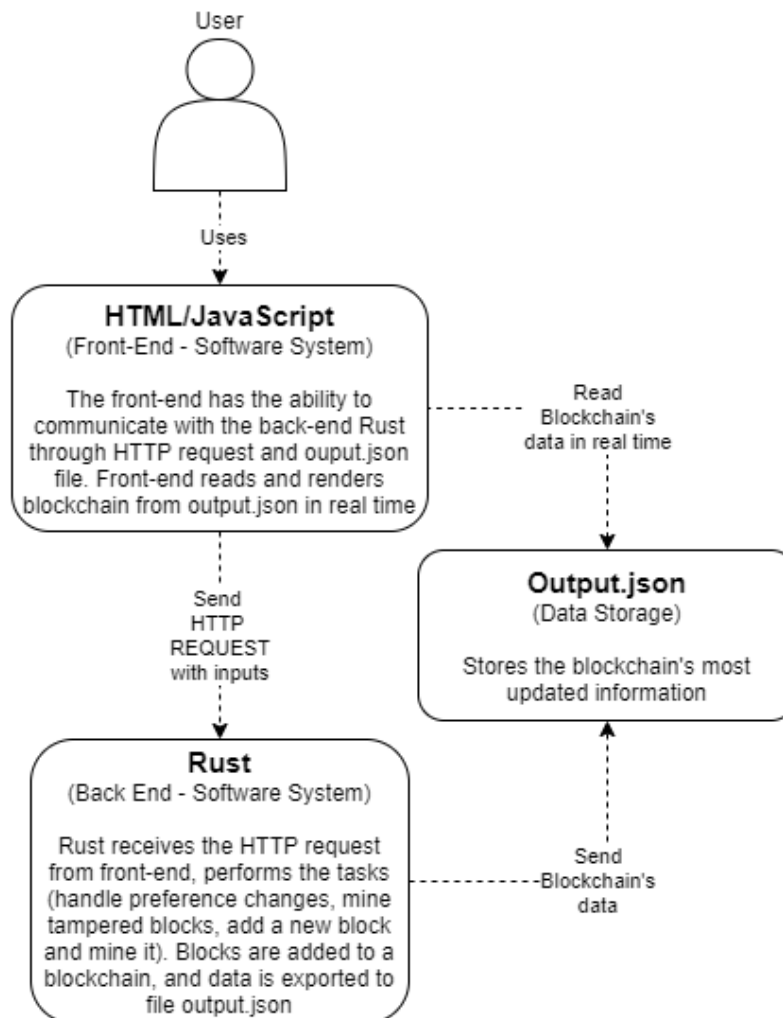 User
Uses
HTML/JavaScript
(Front-End - Software System)
The front-end has the ability to
communicate with the back-end Rust
through HTTP request and ouput.json
file. Front-end reads and renders
blockchain from output.json in real time
Read
Blockchain's
data in real time
Send
HTTP
REQUEST
with inputs
Output.json
(Data Storage)
Stores the blockchain's most
updated information
Rust
(Back End - Software System)
Rust receives the HTTP request
from front-end, performs the tasks
(handle preference changes, mine
tampered blocks, add a new block
and mine it). Blocks are added to a
blockchain, and data is exported to
file output.json
Send
Blockchain's
data